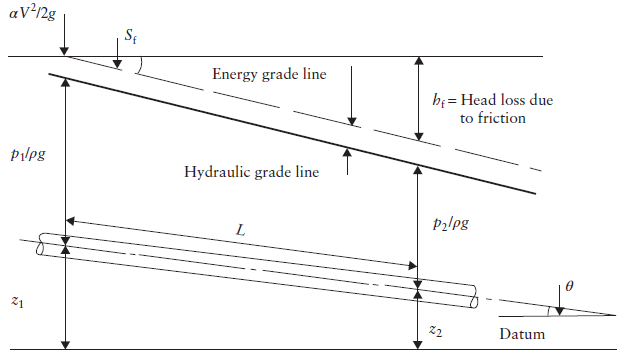 αV²/2g
S_f
Energy grade line
h_f = Head loss due
to friction
p₁/ρg
Hydraulic grade line
L
p₂/ρg
θ
z₁
z₂
Datum